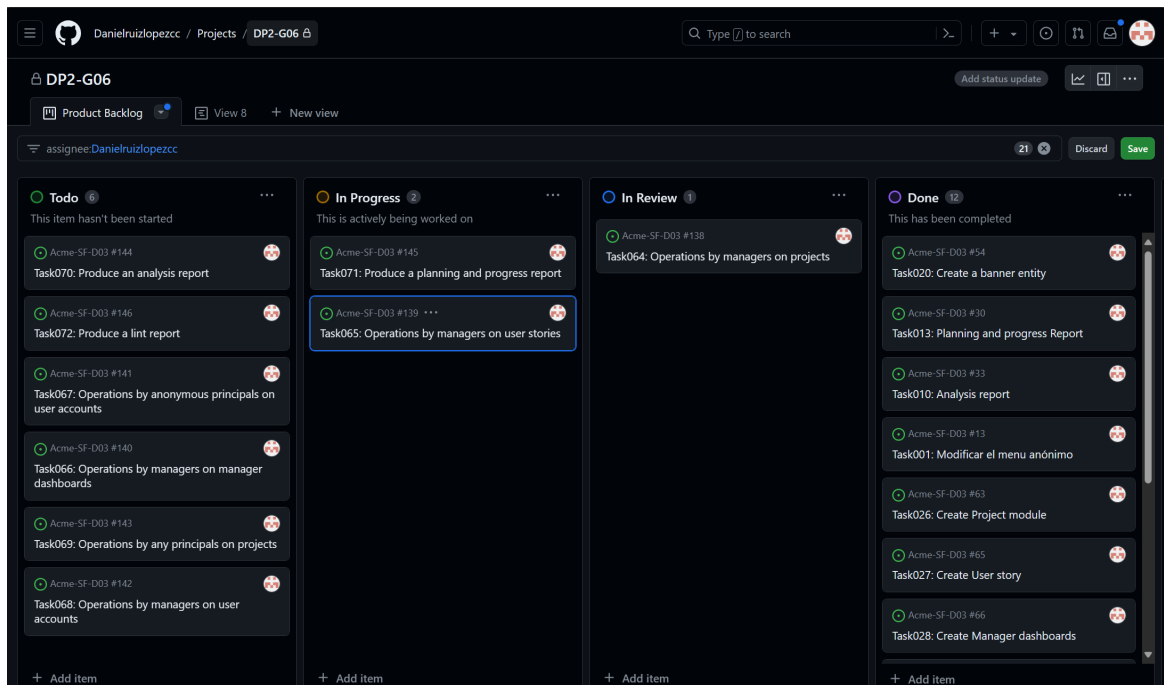 Danielruizlopezcc / Projects / DP2-G06
Type / to search
DP2-G06
Add status update
Product Backlog
View 8
+ New view
assignee:Danielruizlopezcc
21
Discard
Save
Todo 6
This item hasn't been started
Acme-SF-D03 #144
Task070: Produce an analysis report
Acme-SF-D03 #146
Task072: Produce a lint report
Acme-SF-D03 #141
Task067: Operations by anonymous principals on
user accounts
Acme-SF-D03 #140
Task066: Operations by managers on manager
dashboards
Acme-SF-D03 #143
Task069: Operations by any principals on projects
Acme-SF-D03 #142
Task068: Operations by managers on user
accounts
+ Add item
In Progress 2
This is actively being worked on
Acme-SF-D03 #145
Task071: Produce a planning and progress report
Acme-SF-D03 #139
Task065: Operations by managers on user stories
+ Add item
In Review 1
Acme-SF-D03 #138
Task064: Operations by managers on projects
+ Add item
Done 12
This has been completed
Acme-SF-D03 #54
Task020: Create a banner entity
Acme-SF-D03 #30
Task013: Planning and progress Report
Acme-SF-D03 #33
Task010: Analysis report
Acme-SF-D03 #13
Task001: Modificar el menu anónimo
Acme-SF-D03 #63
Task026: Create Project module
Acme-SF-D03 #65
Task027: Create User story
Acme-SF-D03 #66
Task028: Create Manager dashboards
+ Add item